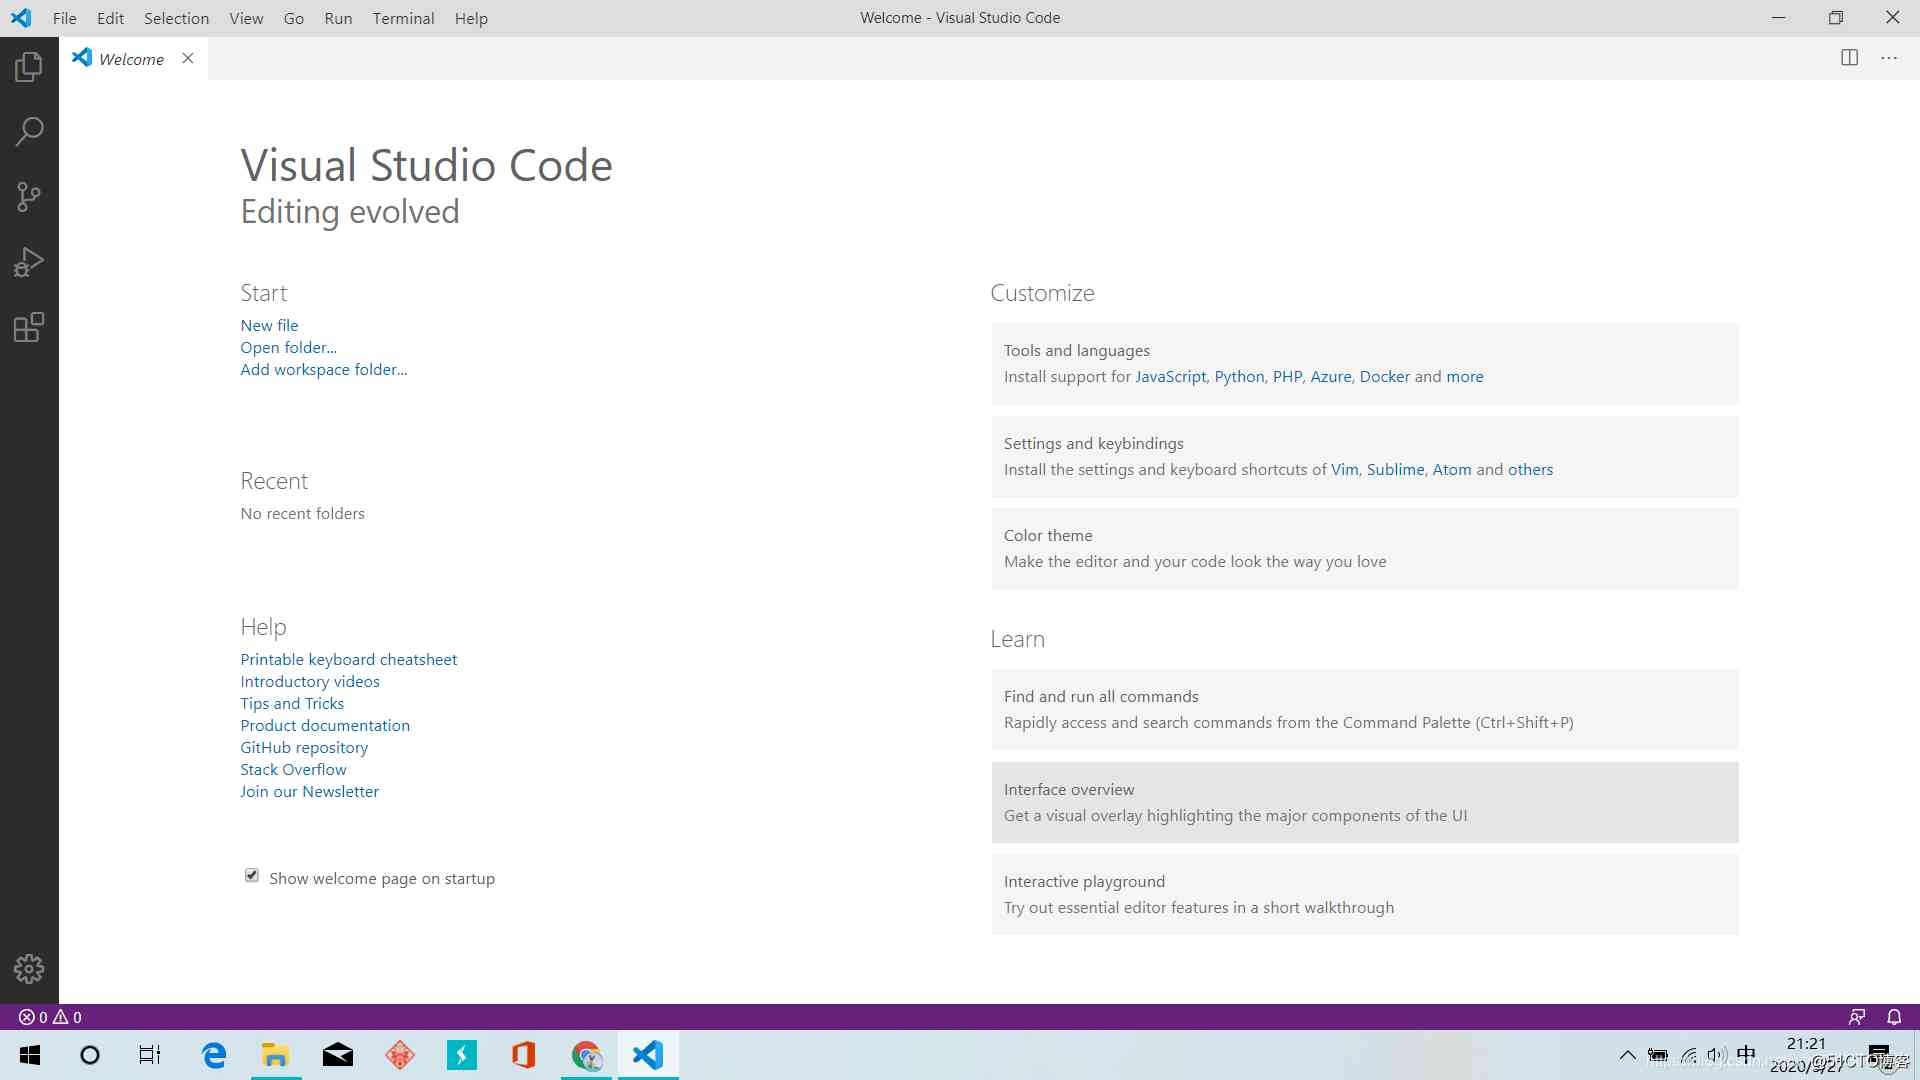 File Edit Selection View Go Run Terminal Help
Welcome - Visual Studio Code
Welcome
Visual Studio Code
Editing evolved
Start
New file
Open folder...
Add workspace folder...
Recent
No recent folders
Help
Printable keyboard cheatsheet
Introductory videos
Tips and Tricks
Product documentation
GitHub repository
Stack Overflow
Join our Newsletter
Show welcome page on startup
Customize
Tools and languages
Install support for JavaScript, Python, PHP, Azure, Docker and more
Settings and keybindings
Install the settings and keyboard shortcuts of Vim, Sublime, Atom and others
Color theme
Make the editor and your code look the way you love
Learn
Find and run all commands
Rapidly access and search commands from the Command Palette (Ctrl+Shift+P)
Interface overview
Get a visual overlay highlighting the major components of the UI
Interactive playground
Try out essential editor features in a short walkthrough
0 0
中
21:21
@51CTO博客